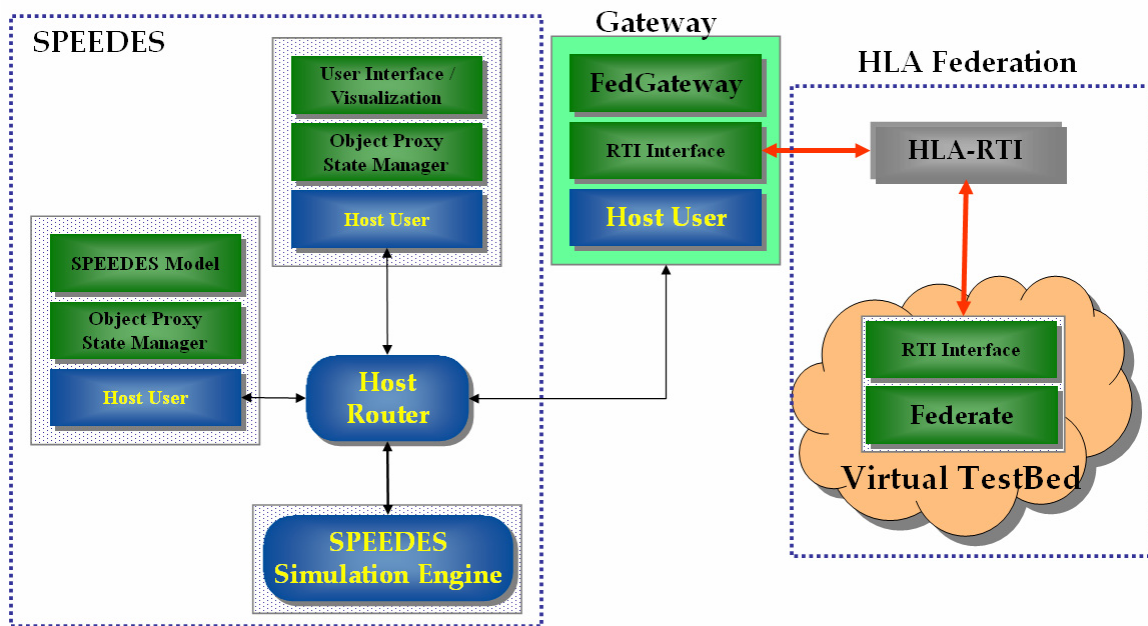 SPEEDES
User Interface /
Visualization
Object Proxy
State Manager
Host User
SPEEDES Model
Object Proxy
State Manager
Host User
Host
Router
SPEEDES
Simulation Engine
Gateway
FedGateway
RTI Interface
Host User
HLA Federation
HLA-RTI
RTI Interface
Federate
Virtual TestBed